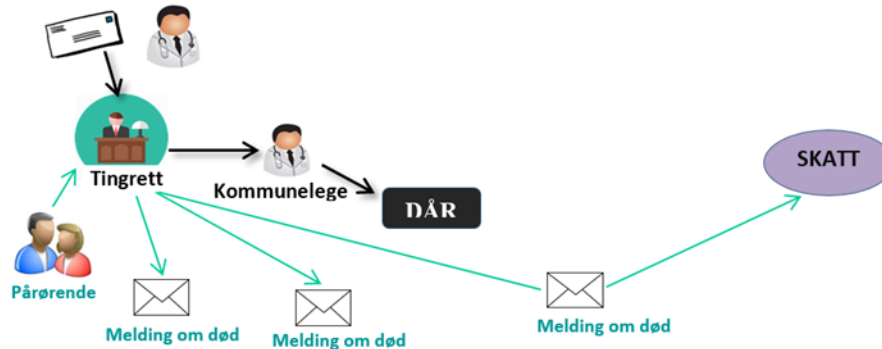 SKATT
Tingrett
Kommunelege
DÅR
Pårørende
Melding om død
Melding om død
Melding om død